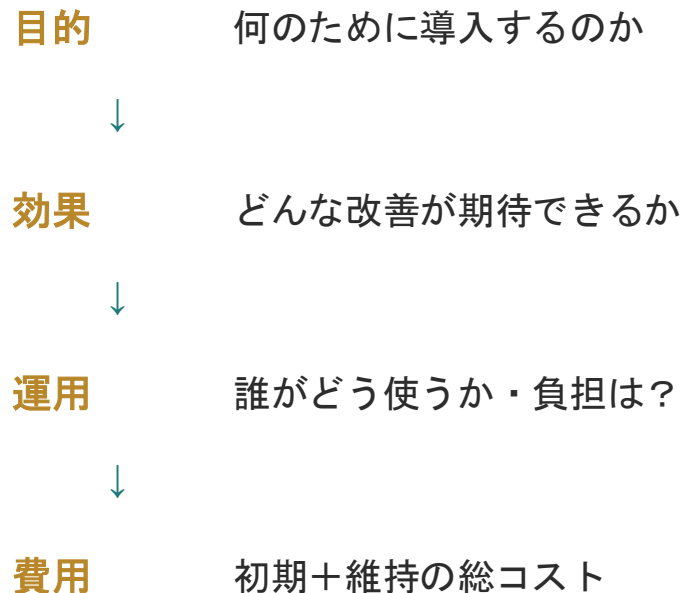 目的 何のために導入するのか
↓
効果 どんな改善が期待できるか
↓
運用 誰がどう使うか・負担は？
↓
費用 初期＋維持の総コスト